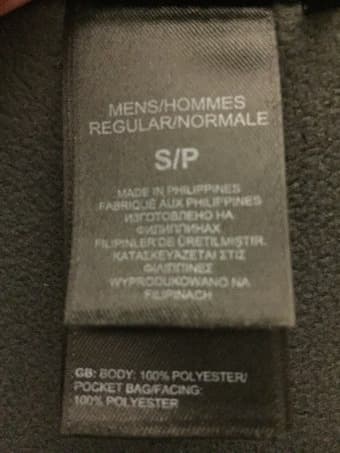 MENS/HOMMES
REGULAR/NORMALE
S/P
MADE IN PHILIPPINES
FABRIQUÉ AUX PHILIPPINES
ИЗГОТОВЛЕНО НА
ФИЛИППИНАХ
FILIPINLER'DE ÜRETILMISTIR.
ΚΑΤΑΣΚΕΥΑΖΕΤΑΙ ΣΤΙΣ
ΦΙΛΙΠΠΙΝΕΣ
WYPRODUKOWANO NA
FILIPINACH
GB: BODY: 100% POLYESTER/
POCKET BAG/FACING:
100% POLYESTER